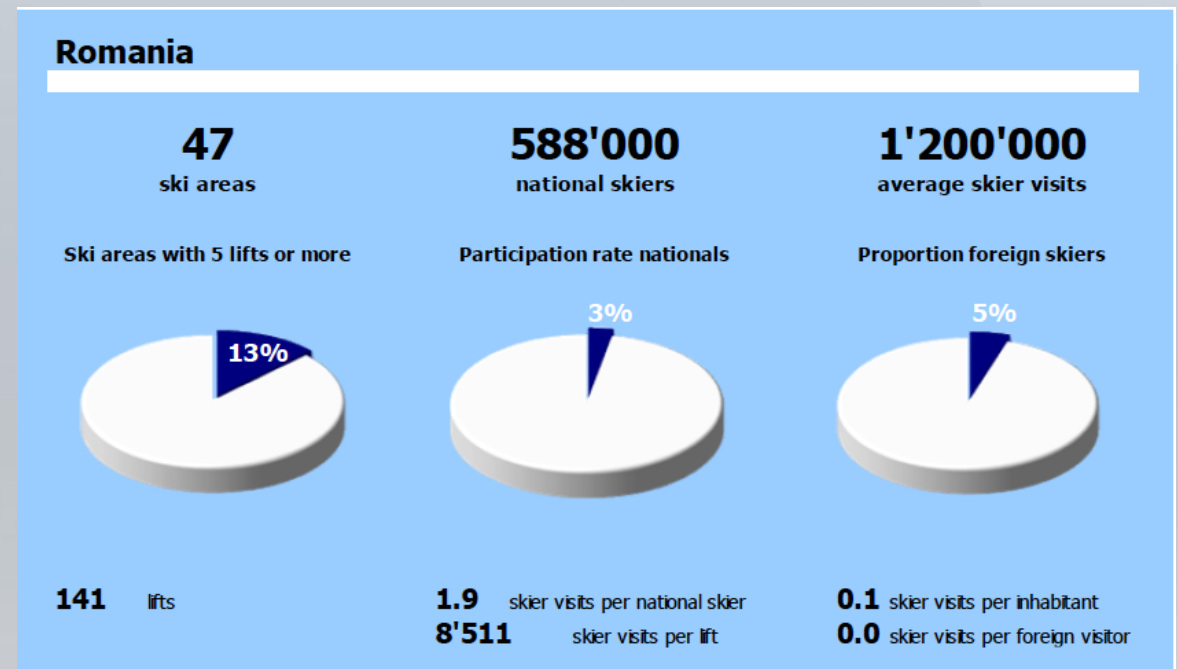 Romania
47
ski areas
588'000
national skiers
1'200'000
average skier visits
Ski areas with 5 lifts or more
Participation rate nationals
Proportion foreign skiers
13%
3%
5%
141 lifts
1.9 skier visits per national skier
8'511 skier visits per lift
0.1 skier visits per inhabitant
0.0 skier visits per foreign visitor